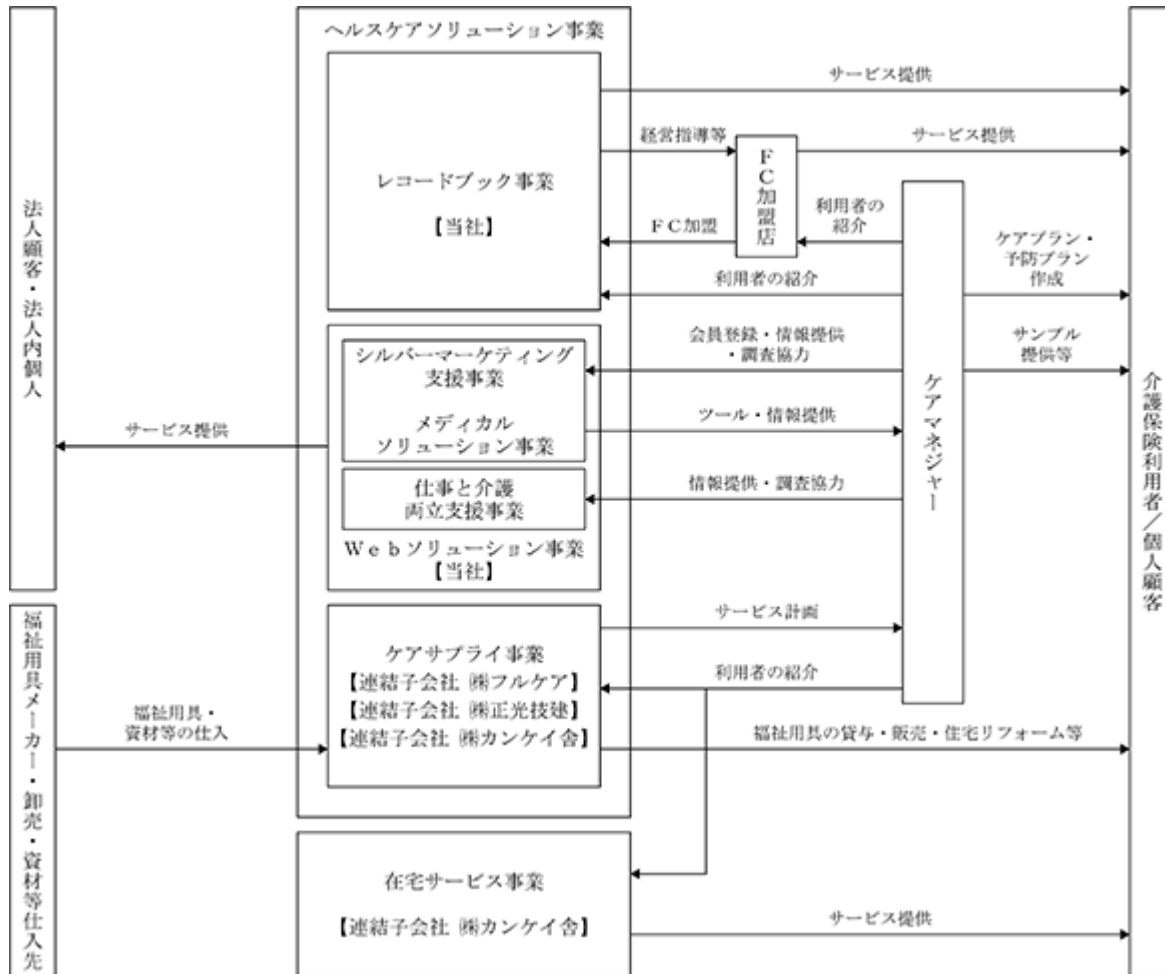 ヘルスケアソリューション事業
サービス提供
経営指導等
サービス提供
FC加盟店
レコードブック事業
【当社】
FC加盟
利用者の
紹介
ケアプラン・
予防プラン
作成
利用者の紹介
法人顧客・法人内個人
会員登録・情報提供
・調査協力
サンプル
提供等
シルバーマーケティング
支援事業
メディカル
ソリューション事業
ツール・情報提供
サービス提供
ケアマネジャー
介護保険利用者/個人顧客
仕事と介護
両立支援事業
情報提供・調査協力
Webソリューション事業
【当社】
サービス計画
ケアサプライ事業
【連結子会社 ㈱フルケア】
【連結子会社 ㈱正光技建】
【連結子会社 ㈱カンケイ舎】
利用者の紹介
福祉用具・
資材等の仕入
福祉用具の貸与・販売・住宅リフォーム等
福祉用具メーカー・卸売・資材等仕入先
在宅サービス事業
【連結子会社 ㈱カンケイ舎】
サービス提供